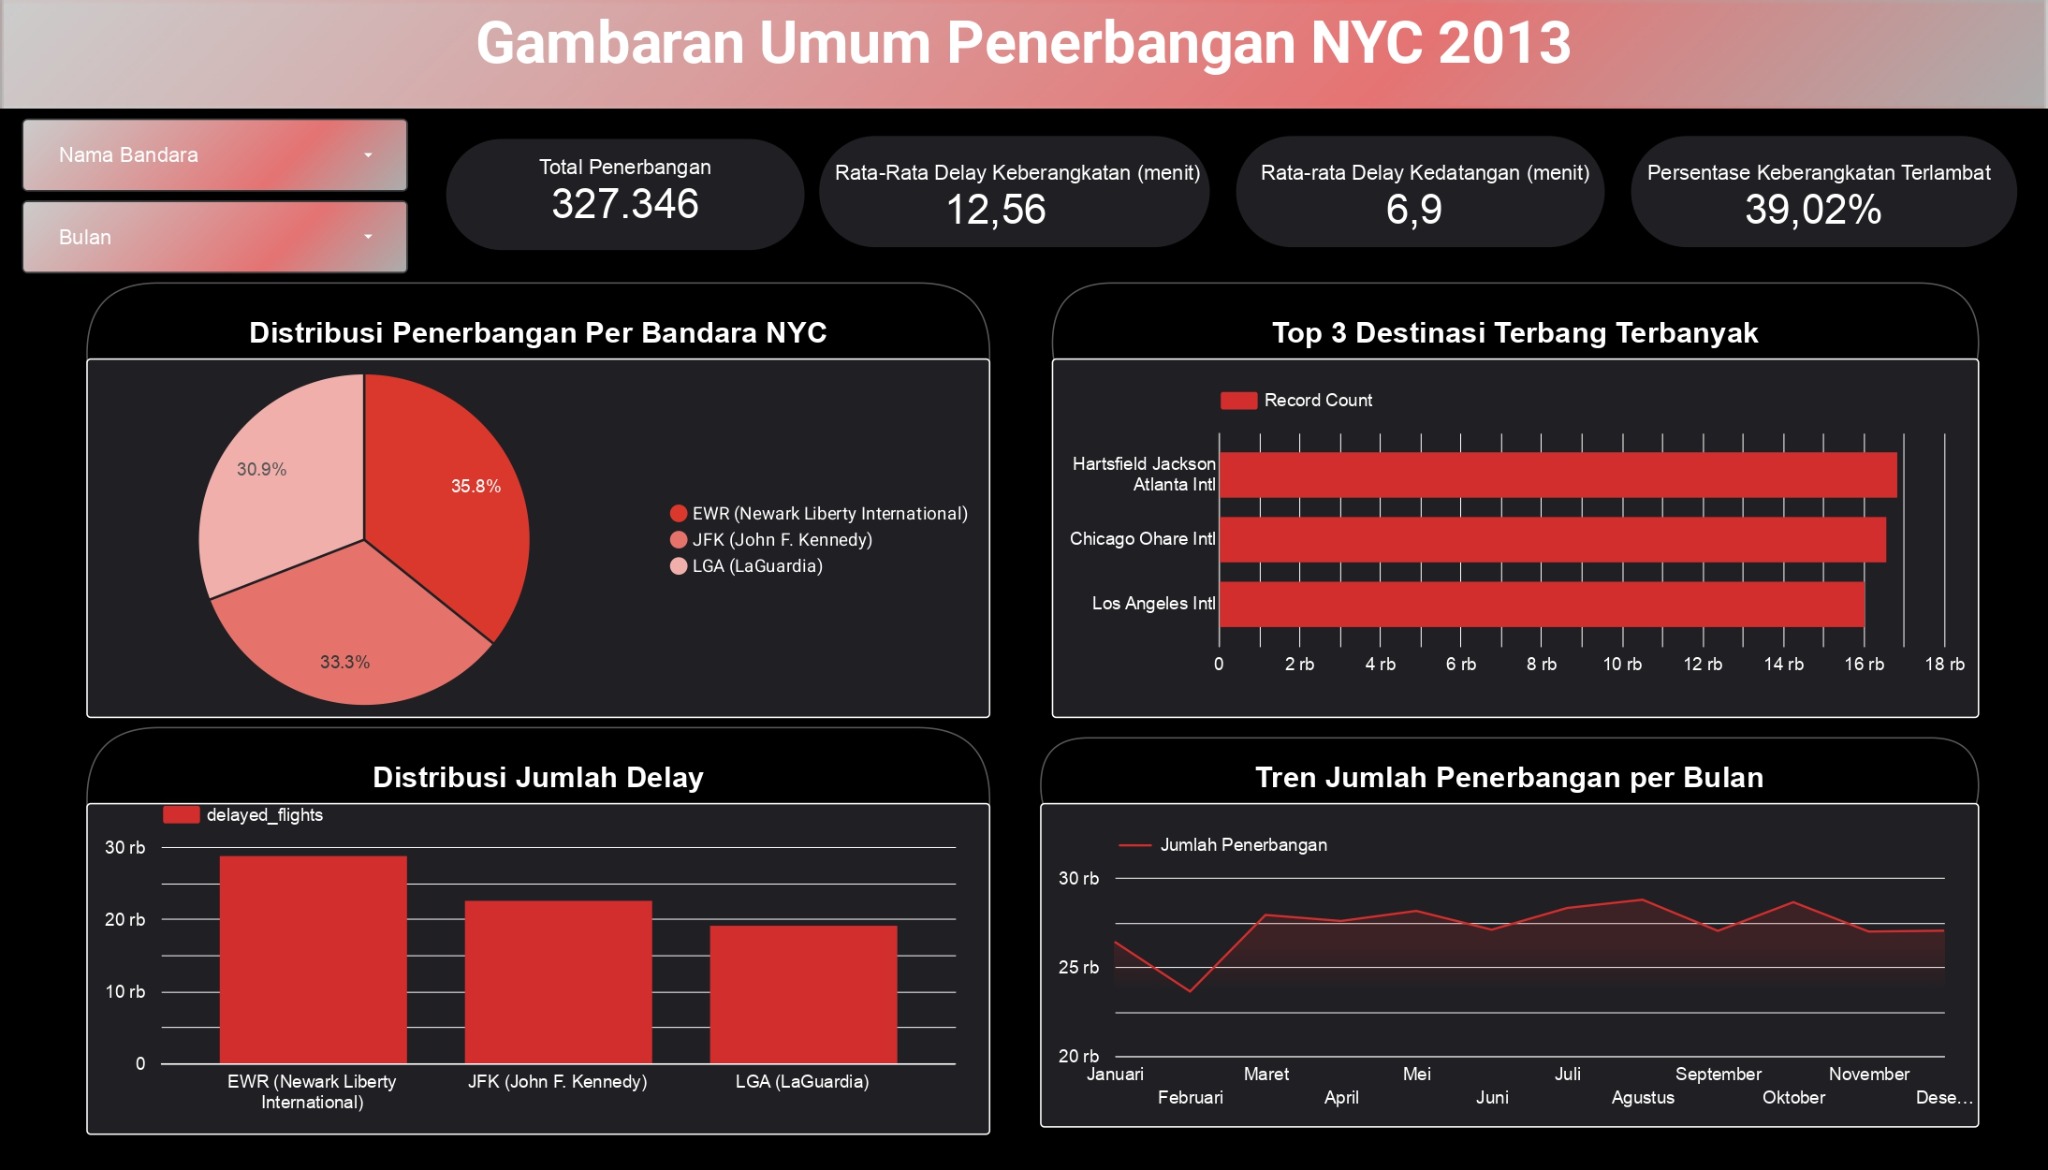 Gambaran Umum Penerbangan NYC 2013
Nama Bandara
Bulan
Total Penerbangan
327.346
Rata-Rata Delay Keberangkatan (menit)
12,56
Rata-rata Delay Kedatangan (menit)
6,9
Persentase Keberangkatan Terlambat
39,02%
Distribusi Penerbangan Per Bandara NYC
30.9%
35.8%
33.3%
EWR (Newark Liberty International)
JFK (John F. Kennedy)
LGA (LaGuardia)
Top 3 Destinasi Terbang Terbanyak
Record Count
Hartsfield Jackson
Atlanta Intl
Chicago Ohare Intl
Los Angeles Intl
0 2 rb 4 rb 6 rb 8 rb 10 rb 12 rb 14 rb 16 rb 18 rb
Distribusi Jumlah Delay
delayed_flights
30 rb
20 rb
10 rb
0
EWR (Newark Liberty
International)
JFK (John F. Kennedy)
LGA (LaGuardia)
Tren Jumlah Penerbangan per Bulan
Jumlah Penerbangan
30 rb
25 rb
20 rb
Januari Maret Mei Juli September November
Februari April Juni Agustus Oktober Dese...